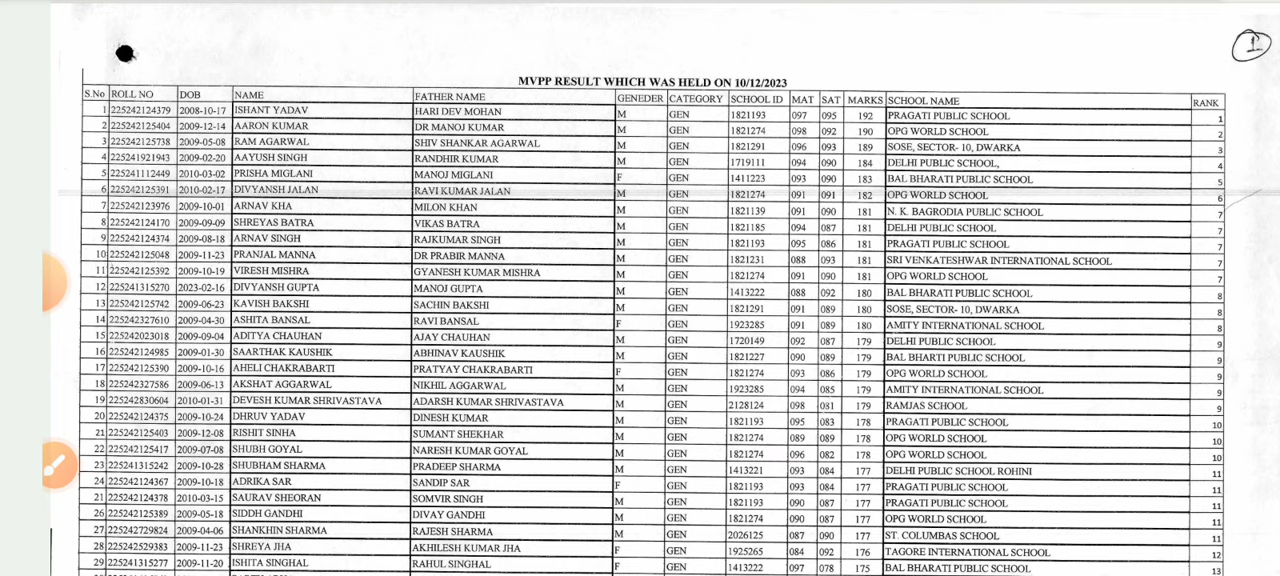 1
MVPP RESULT WHICH WAS HELD ON 10/12/2023
S.No ROLL NO DOB NAME FATHER NAME GENEDER CATEGORY SCHOOL ID MAT SAT MARKS SCHOOL NAME RANK
1 225242124379 2008-10-17 ISHANT YADAV HARI DEV MOHAN M GEN 1821193 097 095 192 PRAGATI PUBLIC SCHOOL 1
2 225242125404 2009-12-14 AARON KUMAR DR MANOJ KUMAR M GEN 1821274 098 092 190 OPG WORLD SCHOOL 2
3 225242125738 2009-05-08 RAM AGARWAL SHIV SHANKAR AGARWAL M GEN 1821291 096 093 189 SOSE, SECTOR- 10, DWARKA 3
4 225241921943 2009-02-20 AAYUSH SINGH RANDHIR KUMAR M GEN 1719111 094 090 184 DELHI PUBLIC SCHOOL, 4
5 225241112449 2010-03-02 PRISHA MIGLANI MANOJ MIGLANI F GEN 1411223 093 090 183 BAL BHARATI PUBLIC SCHOOL 5
6 225242125391 2010-02-17 DIVYANSH JALAN RAVI KUMAR JALAN M GEN 1821274 091 091 182 OPG WORLD SCHOOL 6
7 225242123976 2009-10-01 ARNAV KHA MILON KHAN M GEN 1821139 091 090 181 N. K. BAGRODIA PUBLIC SCHOOL 7
8 225242124170 2009-09-09 SHREYAS BATRA VIKAS BATRA M GEN 1821185 094 087 181 DELHI PUBLIC SCHOOL 7
9 225242124374 2009-08-18 ARNAV SINGH RAJKUMAR SINGH M GEN 1821193 095 086 181 PRAGATI PUBLIC SCHOOL 7
10 225242125048 2009-11-23 PRANJAL MANNA DR PRABIR MANNA M GEN 1821231 088 093 181 SRI VENKATESHWAR INTERNATIONAL SCHOOL 7
11 225242125392 2009-10-19 VIRESH MISHRA GYANESH KUMAR MISHRA M GEN 1821274 091 090 181 OPG WORLD SCHOOL 7
12 225241315270 2023-02-16 DIVYANSH GUPTA MANOJ GUPTA M GEN 1413222 088 092 180 BAL BHARATI PUBLIC SCHOOL 8
13 225242125742 2009-06-23 KAVISH BAKSHI SACHIN BAKSHI M GEN 1821291 091 089 180 SOSE, SECTOR- 10, DWARKA 8
14 225242327610 2009-04-30 ASHITA BANSAL RAVI BANSAL F GEN 1923285 091 089 180 AMITY INTERNATIONAL SCHOOL 8
15 225242023018 2009-09-04 ADITYA CHAUHAN AJAY CHAUHAN M GEN 1720149 092 087 179 DELHI PUBLIC SCHOOL 9
16 225242124985 2009-01-30 SAARTHAK KAUSHIK ABHINAV KAUSHIK M GEN 1821227 090 089 179 BAL BHARTI PUBLIC SCHOOL 9
17 225242125390 2009-10-16 AHELI CHAKRABARTI PRATYAY CHAKRABARTI F GEN 1821274 093 086 179 OPG WORLD SCHOOL 9
18 225242327586 2009-06-13 AKSHAT AGGARWAL NIKHIL AGGARWAL M GEN 1923285 094 085 179 AMITY INTERNATIONAL SCHOOL 9
19 225242830604 2010-01-31 DEVESH KUMAR SHRIVASTAVA ADARSH KUMAR SHRIVASTAVA M GEN 2128124 098 081 179 RAMJAS SCHOOL 9
20 225242124375 2009-10-24 DHRUV YADAV DINESH KUMAR M GEN 1821193 095 083 178 PRAGATI PUBLIC SCHOOL 10
21 225242125403 2009-12-08 RISHIT SINHA SUMANT SHEKHAR M GEN 1821274 089 089 178 OPG WORLD SCHOOL 10
22 225242125417 2009-07-08 SHUBH GOYAL NARESH KUMAR GOYAL M GEN 1821274 096 082 178 OPG WORLD SCHOOL 10
23 225241315242 2009-10-28 SHUBHAM SHARMA PRADEEP SHARMA M GEN 1413221 093 084 177 DELHI PUBLIC SCHOOL ROHINI 11
24 225242124367 2009-10-18 ADRIKA SAR SANDIP SAR F GEN 1821193 093 084 177 PRAGATI PUBLIC SCHOOL 11
21 225242124378 2010-03-15 SAURAV SHEORAN SOMVIR SINGH M GEN 1821193 090 087 177 PRAGATI PUBLIC SCHOOL 11
26 225242125389 2009-05-18 SIDDH GANDHI DIVAY GANDHI M GEN 1821274 090 087 177 OPG WORLD SCHOOL 11
27 225242729824 2009-04-06 SHANKHIN SHARMA RAJESH SHARMA M GEN 2026125 087 090 177 ST. COLUMBAS SCHOOL 11
28 225242529383 2009-11-23 SHREYA JHA AKHILESH KUMAR JHA F GEN 1925265 084 092 176 TAGORE INTERNATIONAL SCHOOL 12
29 225241315277 2009-11-20 ISHITA SINGHAL RAHUL SINGHAL F GEN 1413222 097 078 175 BAL BHARATI PUBLIC SCHOOL 13